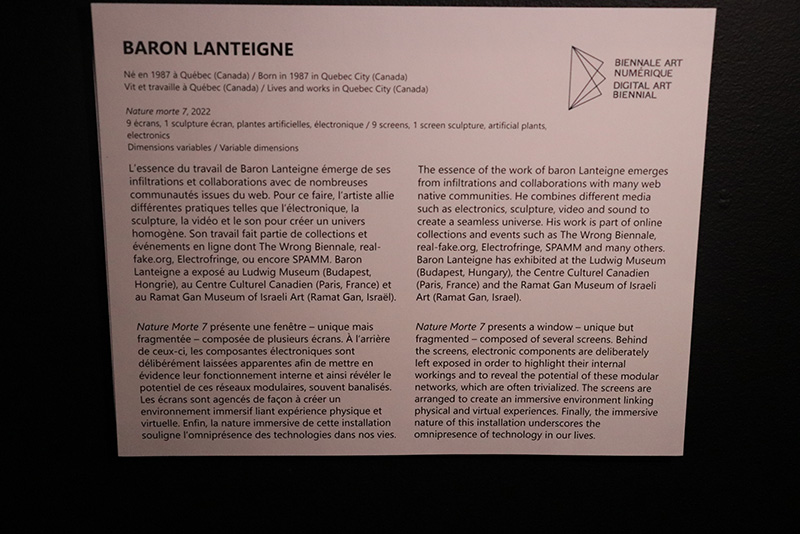 BARON LANTEIGNE
BIENNALE ART
NUMÉRIQUE
DIGITAL ART
BIENNIAL
Né en 1987 à Québec (Canada) / Born in 1987 in Quebec City (Canada)
Vit et travaille à Québec (Canada) / Lives and works in Quebec City (Canada)
Nature morte 7, 2022
9 écrans, 1 sculpture écran, plantes artificielles, électronique / 9 screens, 1 screen sculpture, artificial plants,
electronics
Dimensions variables / Variable dimensions
L'essence du travail de Baron Lanteigne émerge de ses
infiltrations et collaborations avec de nombreuses
communautés issues du web. Pour ce faire, l'artiste allie
différentes pratiques telles que l'électronique, la
sculpture, la vidéo et le son pour créer un univers
homogène. Son travail fait partie de collections et
événements en ligne dont The Wrong Biennale, real-
fake.org, Electrofringe, ou encore SPAMM. Baron
Lanteigne a exposé au Ludwig Museum (Budapest,
Hongrie), au Centre Culturel Canadien (Paris, France) et
au Ramat Gan Museum of Israeli Art (Ramat Gan, Israël).
Nature Morte 7 présente une fenêtre – unique mais
fragmentée – composée de plusieurs écrans. À l'arrière
de ceux-ci, les composantes électroniques sont
délibérément laissées apparentes afin de mettre en
évidence leur fonctionnement interne et ainsi révéler le
potentiel de ces réseaux modulaires, souvent banalisés.
Les écrans sont agencés de façon à créer un
environnement immersif liant expérience physique et
virtuelle. Enfin, la nature immersive de cette installation
souligne l'omniprésence des technologies dans nos vies.
The essence of the work of baron Lanteigne emerges
from infiltrations and collaborations with many web
native communities. He combines different media
such as electronics, sculpture, video and sound to
create a seamless universe. His work is part of online
collections and events such as The Wrong Biennale,
real-fake.org, Electrofringe, SPAMM and many others.
Baron Lanteigne has exhibited at the Ludwig Museum
(Budapest, Hungary), the Centre Culturel Canadien
(Paris, France) and the Ramat Gan Museum of Israeli
Art (Ramat Gan, Israel).
Nature Morte 7 presents a window – unique but
fragmented – composed of several screens. Behind
the screens, electronic components are deliberately
left exposed in order to highlight their internal
workings and to reveal the potential of these modular
networks, which are often trivialized. The screens are
arranged to create an immersive environment linking
physical and virtual experiences. Finally, the immersive
nature of this installation underscores the
omnipresence of technology in our lives.